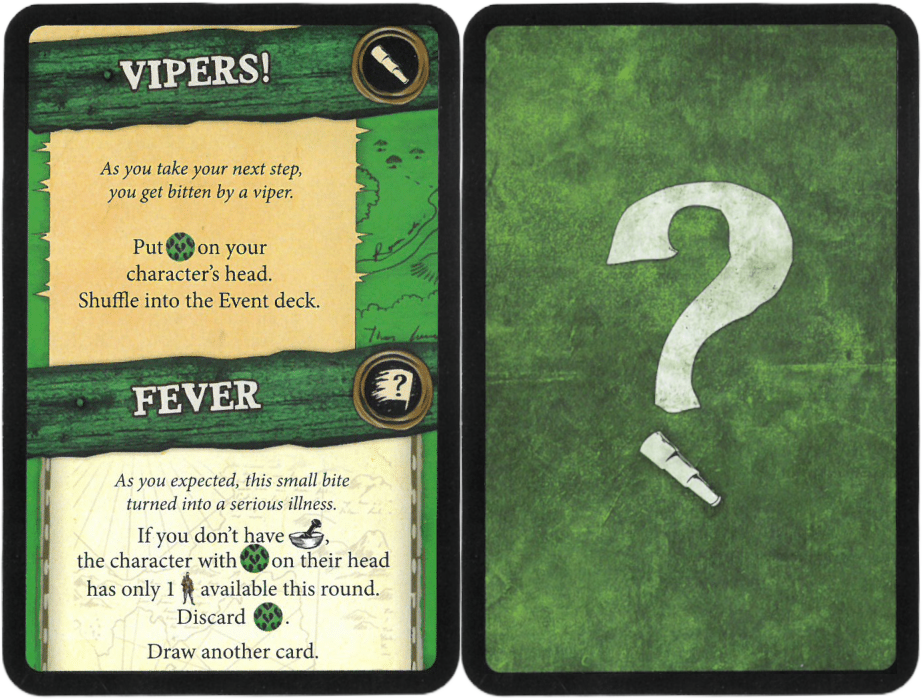 VIPERS!
As you take your next step,
you get bitten by a viper.
Put on your
character's head.
Shuffle into the Event deck.
FEVER
?
As you expected, this small bite
turned into a serious illness.
If you don't have ,
the character with on their head
has only 1 available this round.
Discard .
Draw another card.
?